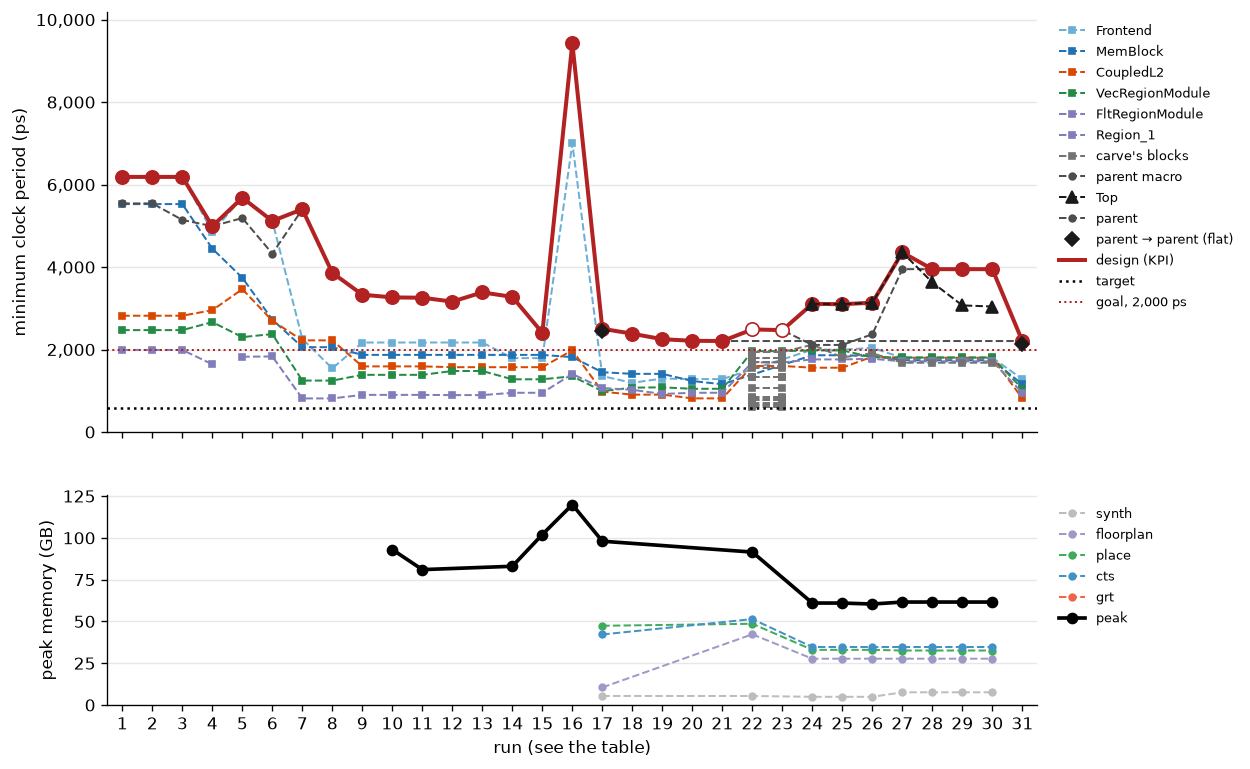 10,000
8,000
6,000
4,000
2,000
0
minimum clock period (ps)
Frontend
MemBlock
CoupledL2
VecRegionModule
FltRegionModule
Region_1
carve's blocks
parent macro
Top
parent
parent → parent (flat)
design (KPI)
target
goal, 2,000 ps
125
100
75
50
25
0
peak memory (GB)
synth
floorplan
place
cts
grt
peak
1 2 3 4 5 6 7 8 9 10 11 12 13 14 15 16 17 18 19 20 21 22 23 24 25 26 27 28 29 30 31
run (see the table)